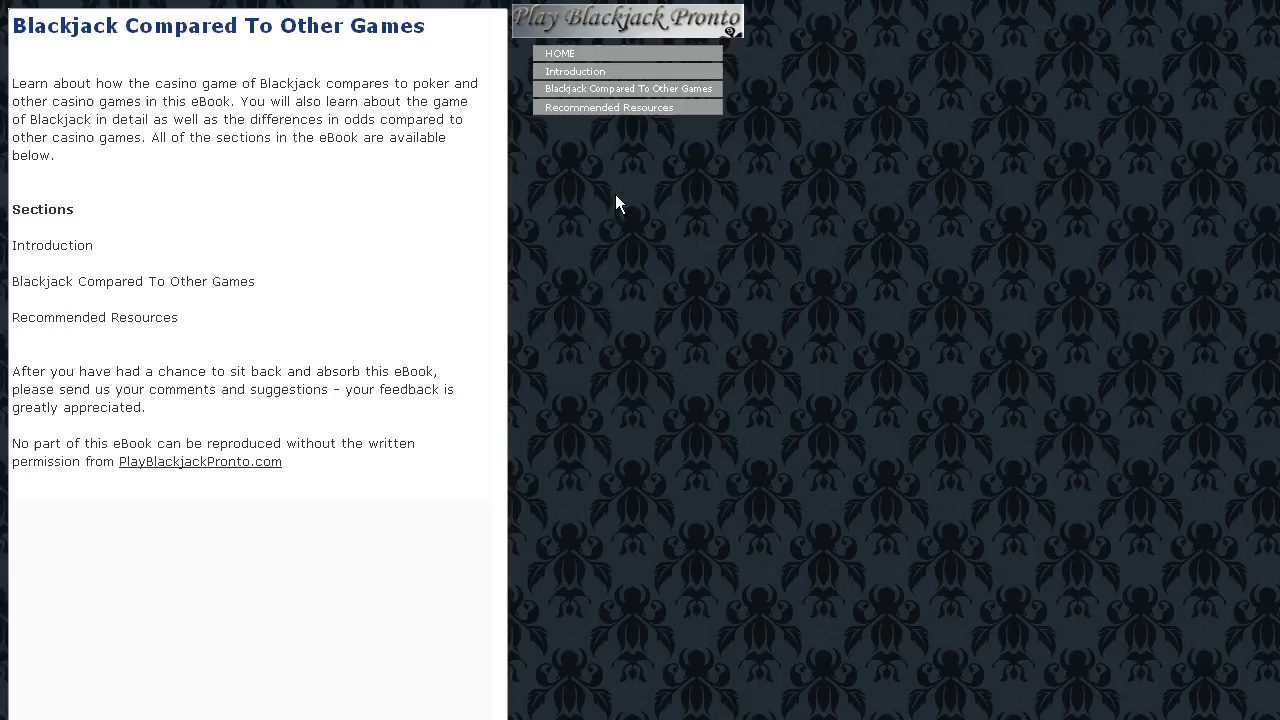 Blackjack Compared To Other Games
Learn about how the casino game of Blackjack compares to poker and
other casino games in this eBook. You will also learn about the game
of Blackjack in detail as well as the differences in odds compared to
other casino games. All of the sections in the eBook are available
below.
Sections
Introduction
Blackjack Compared To Other Games
Recommended Resources
After you have had a chance to sit back and absorb this eBook,
please send us your comments and suggestions – your feedback is
greatly appreciated.
No part of this eBook can be reproduced without the written
permission from PlayBlackjackPronto.com
Play Blackjack Pronto
HOME
Introduction
Blackjack Compared To Other Games
Recommended Resources